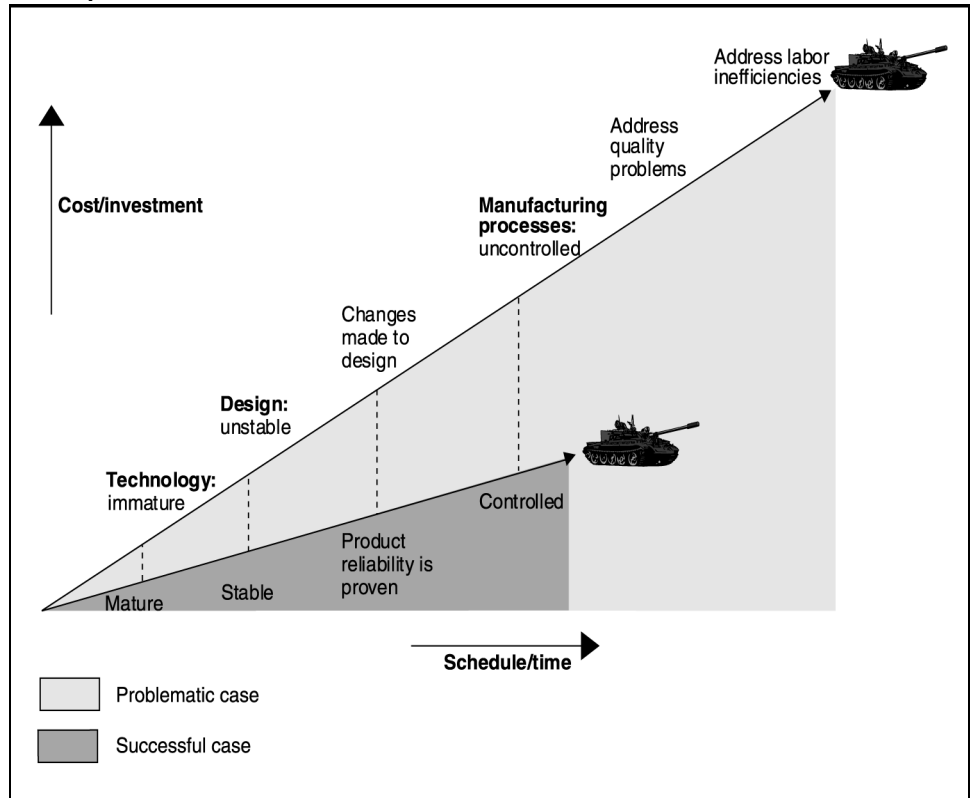 Address labor
inefficiencies
Address
quality
problems
Cost/investment
Manufacturing
processes:
uncontrolled
Changes
made to
design
Design:
unstable
Technology:
immature
Controlled
Product
reliability is
proven
Stable
Mature
Schedule/time
Problematic case
Successful case